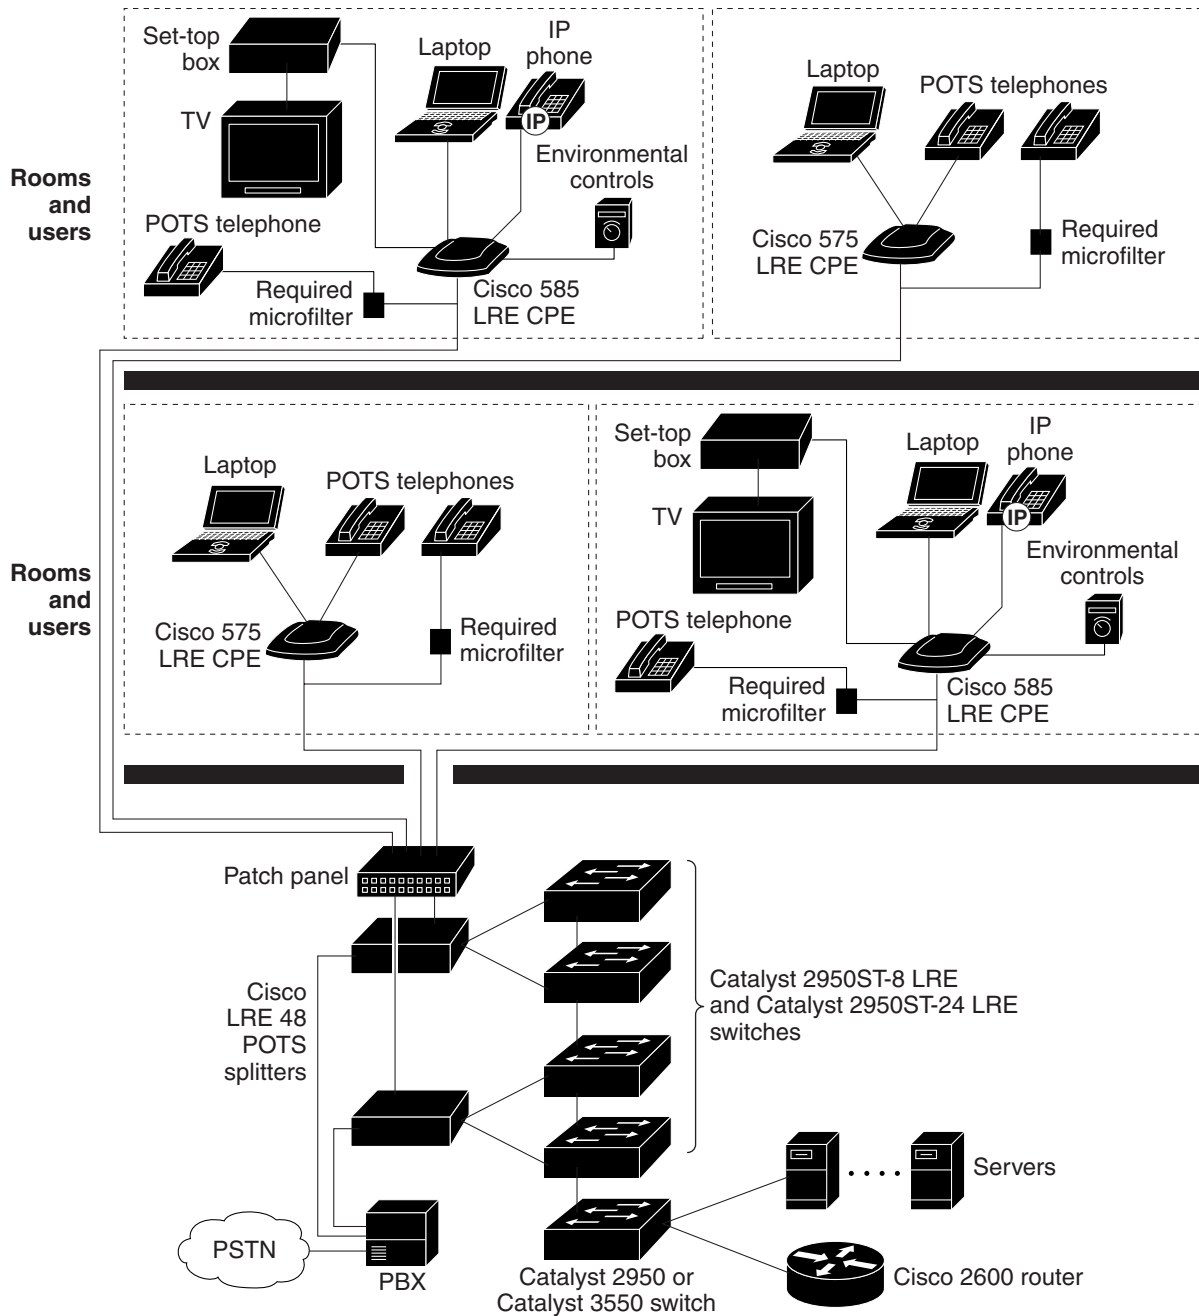 Set-top
box
Laptop
IP
phone
TV
IP
Environmental
controls
POTS telephone
Required
microfilter
Cisco 585
LRE CPE
Rooms
and
users
Laptop
POTS telephones
Cisco 575
LRE CPE
Required
microfilter
Laptop
POTS telephones
Cisco 575
LRE CPE
Required
microfilter
Rooms
and
users
Set-top
box
Laptop
IP
phone
TV
IP
Environmental
controls
POTS telephone
Required
microfilter
Cisco 585
LRE CPE
Patch panel
Cisco
LRE 48
POTS
splitters
Catalyst 2950ST-8 LRE
and Catalyst 2950ST-24 LRE
switches
Servers
PSTN
PBX
Catalyst 2950 or
Catalyst 3550 switch
Cisco 2600 router